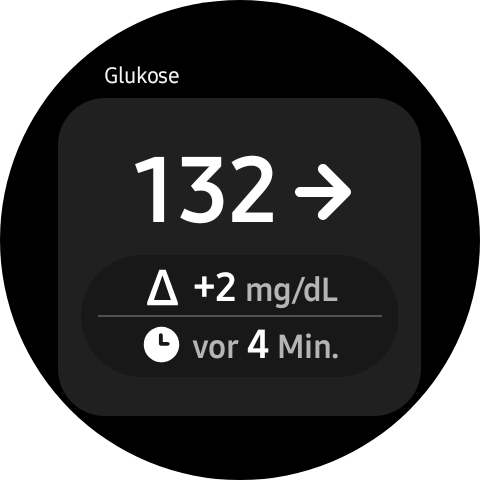 Glukose
132 →
Δ +2 mg/dL
vor 4 Min.